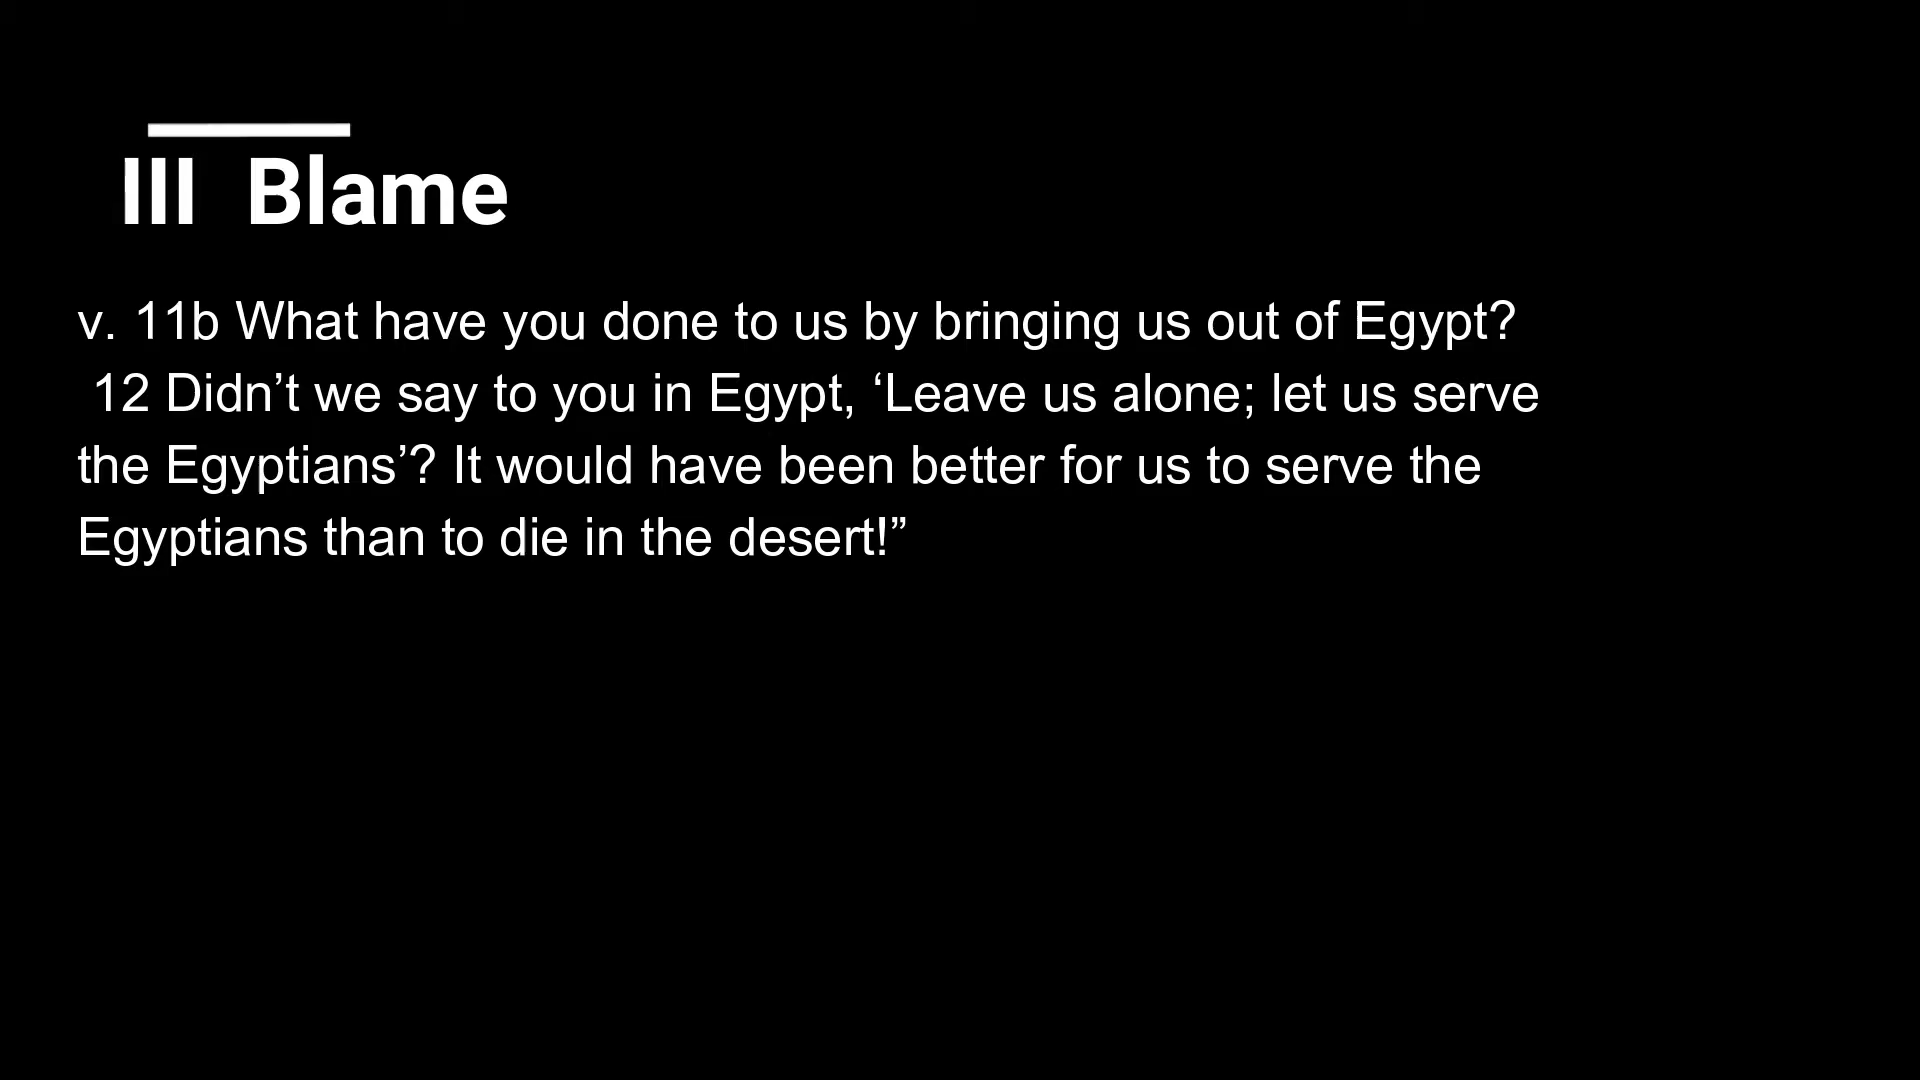 III  Blame
v. 11b What have you done to us by bringing us out of Egypt?
12 Didn’t we say to you in Egypt, ‘Leave us alone; let us serve
the Egyptians’? It would have been better for us to serve the
Egyptians than to die in the desert!”